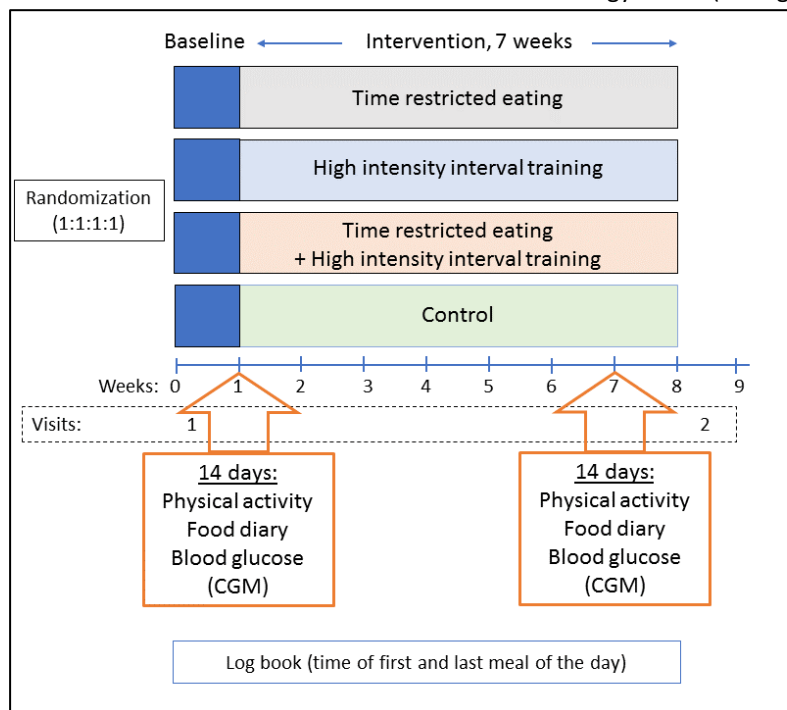 Baseline
Intervention, 7 weeks
Time restricted eating
High intensity interval training
Randomization
(1:1:1:1)
Time restricted eating
+ High intensity interval training
Control
Weeks: 0 1 2 3 4 5 6 7 8 9
Visits: 1 2
14 days:
Physical activity
Food diary
Blood glucose
(CGM)
14 days:
Physical activity
Food diary
Blood glucose
(CGM)
Log book (time of first and last meal of the day)